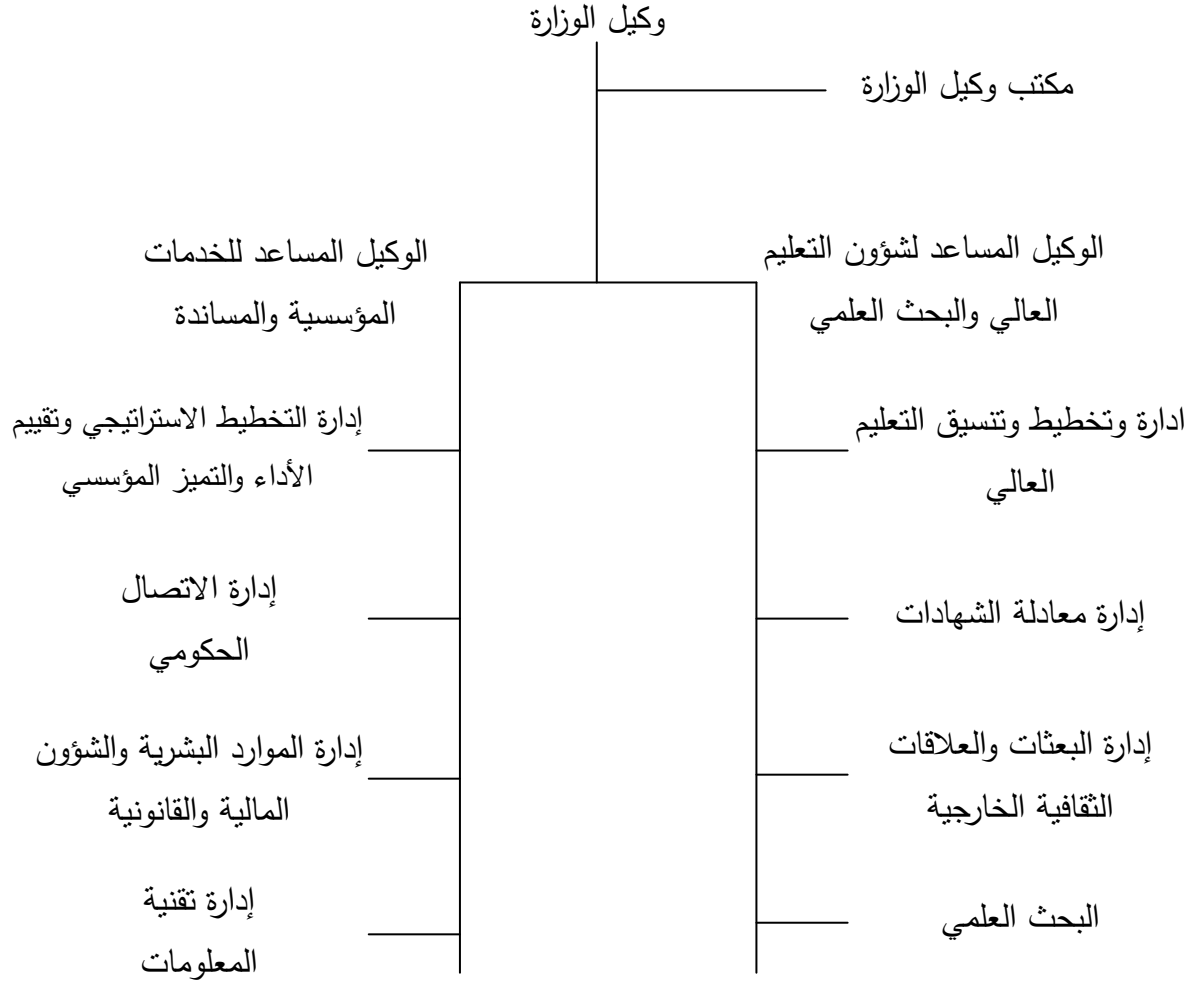 وكيل الوزارة
مكتب وكيل الوزارة
الوكيل المساعد لشؤون التعليم
العالي والبحث العلمي
الوكيل المساعد للخدمات
المؤسسية والمساندة
ادارة وتخطيط وتنسيق التعليم
العالي
إدارة التخطيط الاستراتيجي وتقييم
الأداء والتميز المؤسسي
إدارة معادلة الشهادات
إدارة الاتصال
الحكومي
إدارة البعثات والعلاقات
الثقافية الخارجية
إدارة الموارد البشرية والشؤون
المالية والقانونية
البحث العلمي
إدارة تقنية
المعلومات